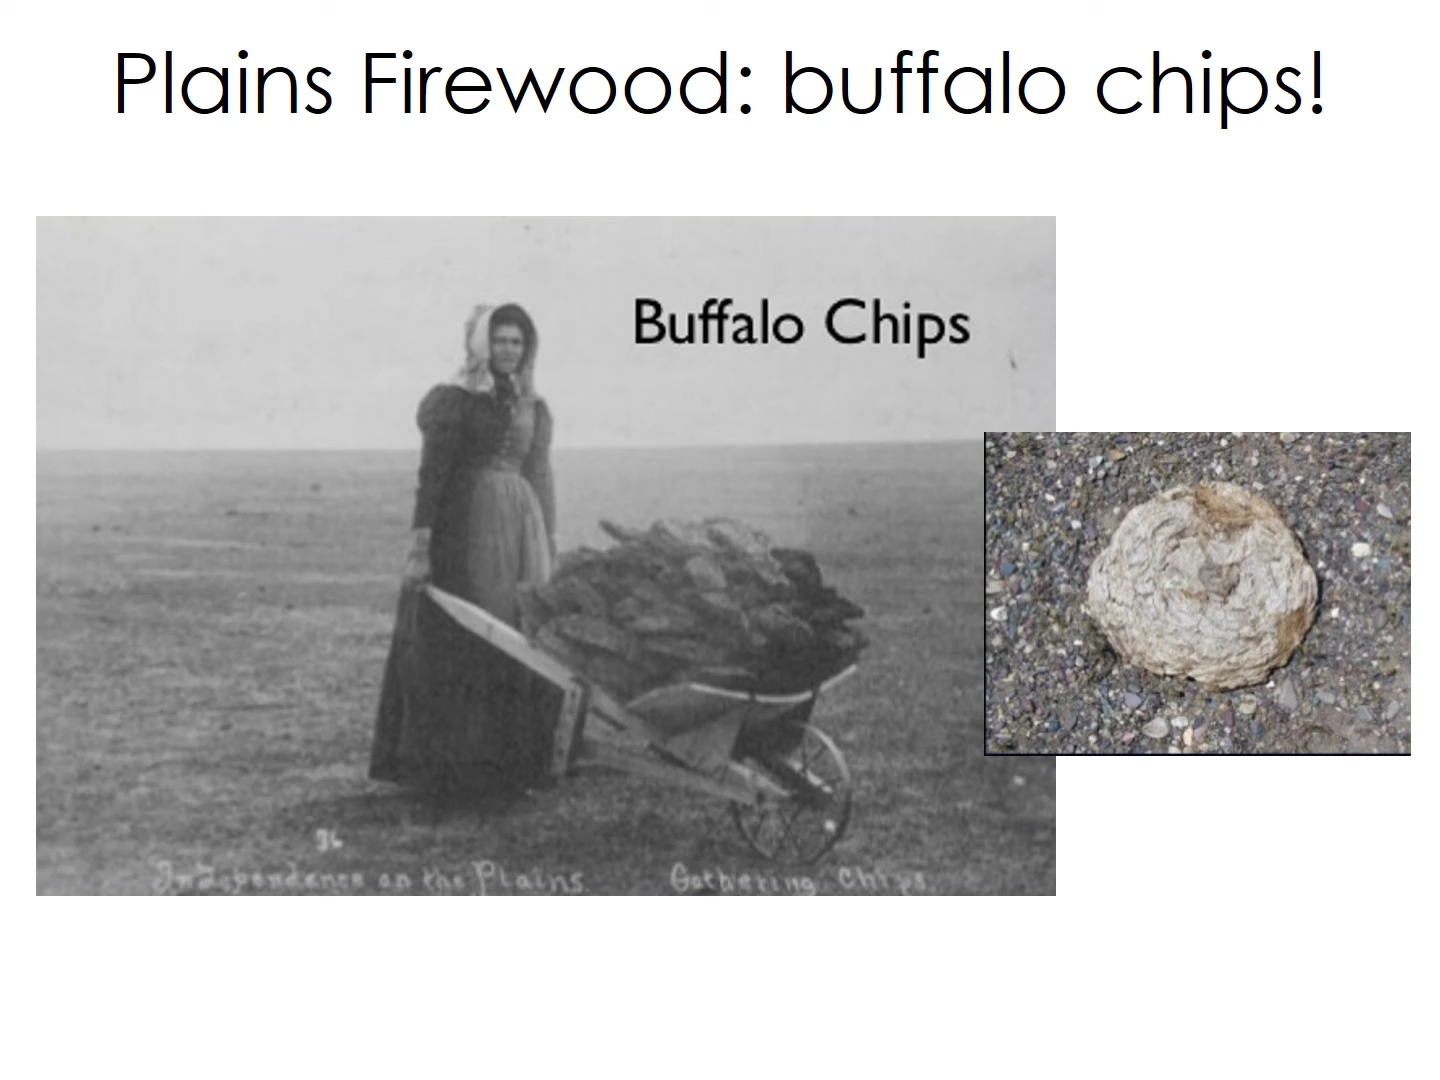 Plains Firewood: buffalo chips!
Buffalo Chips
36
Independence on the Plains. Gathering Chips.